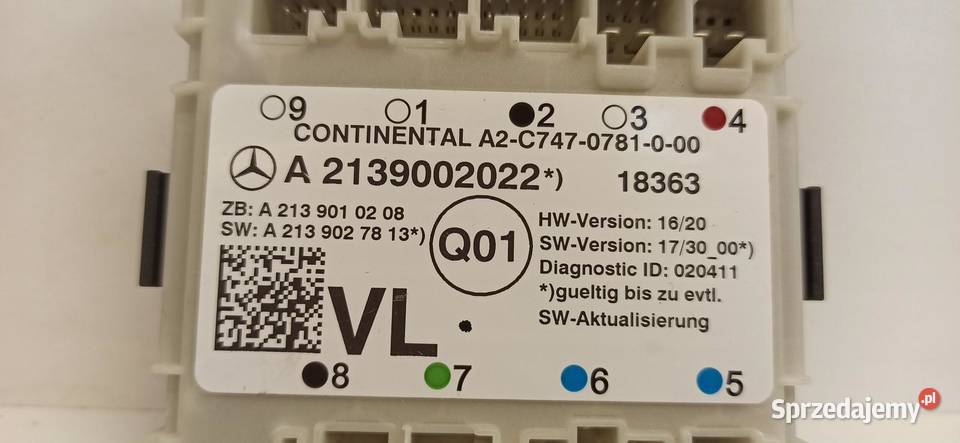 9 1 2 3 4
CONTINENTAL A2-C747-0781-0-00
A 2139002022*) 18363
ZB: A 213 901 02 08
SW: A 213 902 78 13*)
Q01
HW-Version: 16/20
SW-Version: 17/30_00*)
Diagnostic ID: 020411
*)gueltig bis zu evtl.
SW-Aktualisierung
VL
8 7 6 5
Sprzedajemy.pl